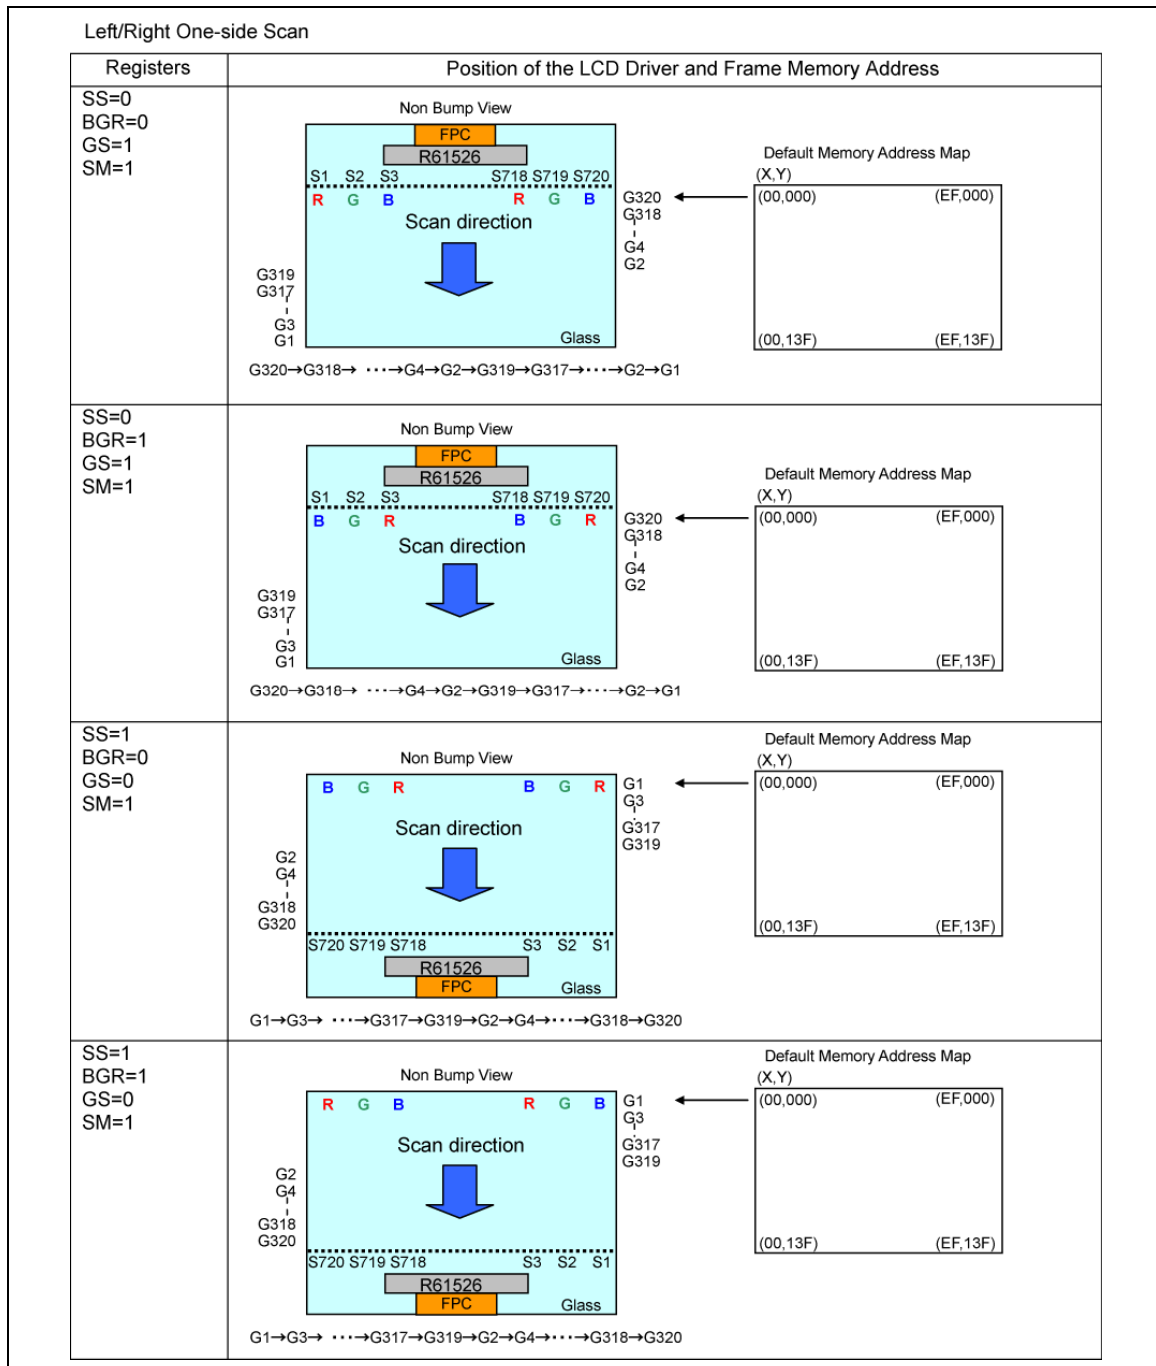 Left/Right One-side Scan
Registers
Position of the LCD Driver and Frame Memory Address
SS=0
BGR=0
GS=1
SM=1
Non Bump View
FPC
R61526
S1 S2 S3 S718 S719 S720
R G B R G B
Scan direction
G320
G318
G4
G2
G319
G317
G3
G1
Glass
G320→G318→ ···→G4→G2→G319→G317→···→G2→G1
Default Memory Address Map
(X,Y)
(00,000) (EF,000)
(00,13F) (EF,13F)
SS=0
BGR=1
GS=1
SM=1
Non Bump View
FPC
R61526
S1 S2 S3 S718 S719 S720
B G R B G R
Scan direction
G320
G318
G4
G2
G319
G317
G3
G1
Glass
G320→G318→ ···→G4→G2→G319→G317→···→G2→G1
Default Memory Address Map
(X,Y)
(00,000) (EF,000)
(00,13F) (EF,13F)
SS=1
BGR=0
GS=0
SM=1
Non Bump View
B G R B G R
Scan direction
G1
G3
G317
G319
G2
G4
G318
G320
S720 S719 S718 S3 S2 S1
R61526
FPC
Glass
G1→G3→ ···→G317→G319→G2→G4→···→G318→G320
Default Memory Address Map
(X,Y)
(00,000) (EF,000)
(00,13F) (EF,13F)
SS=1
BGR=1
GS=0
SM=1
Non Bump View
R G B R G B
Scan direction
G1
G3
G317
G319
G2
G4
G318
G320
S720 S719 S718 S3 S2 S1
R61526
FPC
Glass
G1→G3→ ···→G317→G319→G2→G4→···→G318→G320
Default Memory Address Map
(X,Y)
(00,000) (EF,000)
(00,13F) (EF,13F)